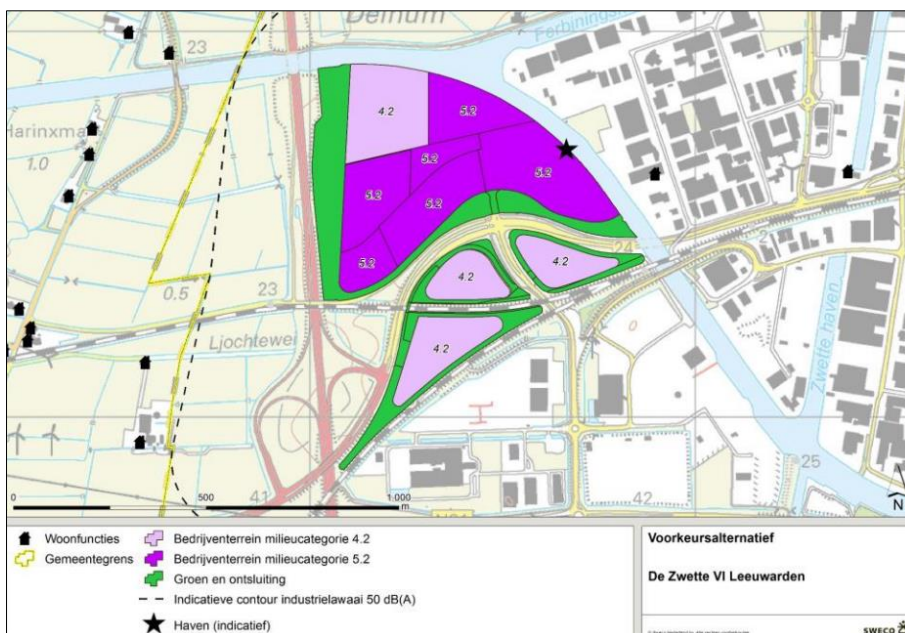 Deinum
23
Harinxma
1.0
4.2
5.2
5.2
5.2
5.2
5.2
5.2
24
4.2
4.2
4.2
0.5
23
Ljochtewei
Zwette haven
H
25
41
42
0
500
1.000
m
N
Woonfuncties
Gemeentegrens
Bedrijventerrein milieucategorie 4.2
Bedrijventerrein milieucategorie 5.2
Groen en ontsluiting
Indicatieve contour industrielawaai 50 dB(A)
Haven (indicatief)
Voorkeursalternatief
De Zwette VI Leeuwarden
SWECO